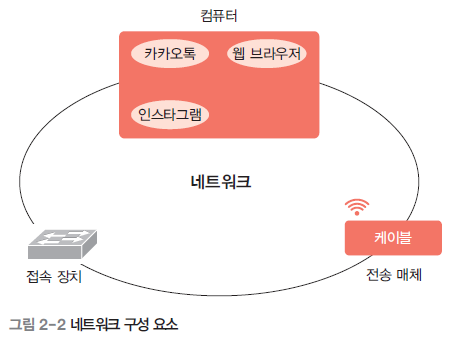 컴퓨터
카카오톡 웹 브라우저
인스타그램
네트워크
케이블
접속 장치 전송 매체
그림 2-2 네트워크 구성 요소